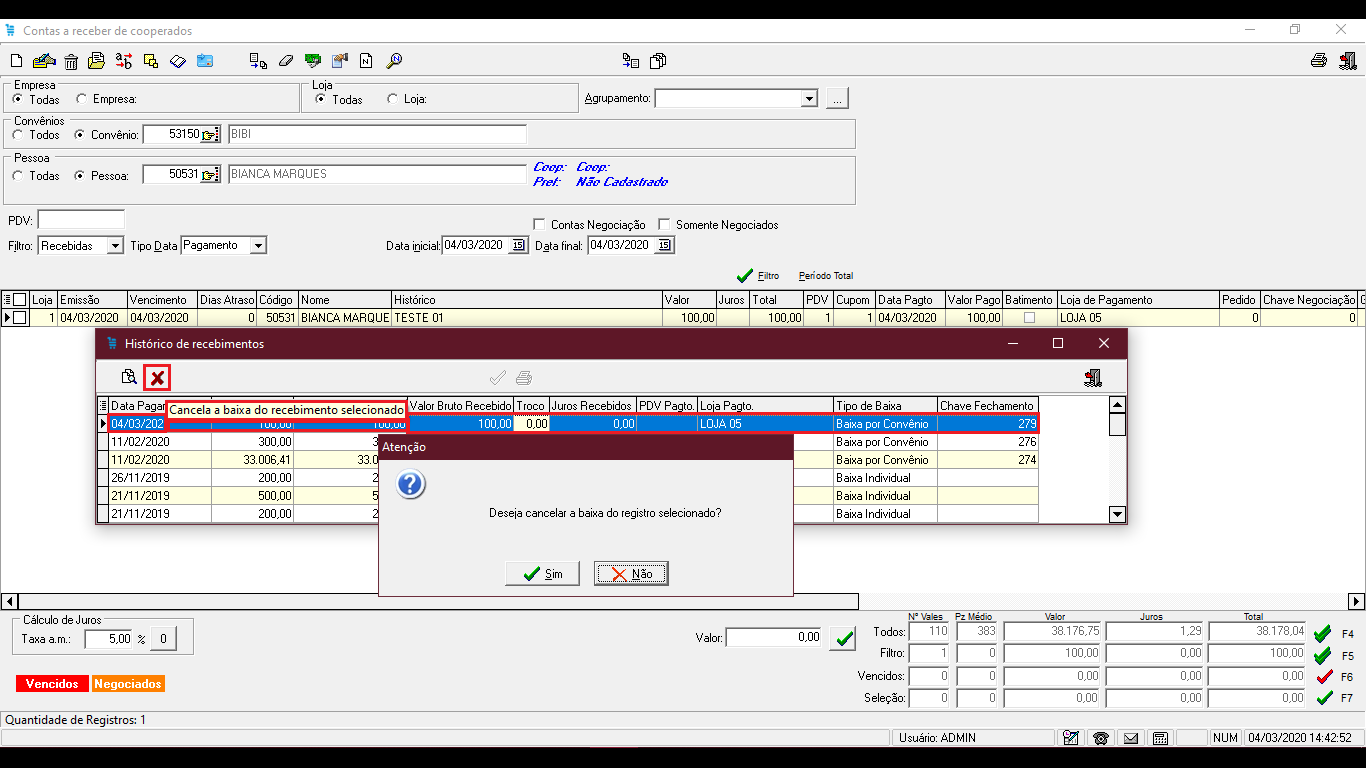 Contas a receber de cooperados
Empresa
Todas Empresa:
Loja
Todas Loja:
Agrupamento: ...
Convênios
Todos Convênio: 53150 BIBI
Pessoa
Todas Pessoa: 50531 BIANCA MARQUES
Coop: Coop:
Pref: Não Cadastrado
PDV:
Contas Negociação Somente Negociados
Filtro: Recebidas Tipo Data Pagamento Data inicial: 04/03/2020 15 Data final: 04/03/2020 15
Filtro Período Total
Loja Emissão Vencimento Dias Atraso Código Nome Histórico Valor Juros Total PDV Cupom Data Pagto Valor Pago Batimento Loja de Pagamento Pedido Chave Negociação
1 04/03/2020 04/03/2020 0 50531 BIANCA MARQUE TESTE 01 100,00 100,00 1 1 04/03/2020 100,00 LOJA 05 0 0
Histórico de recebimentos
Data Pagam Valor Bruto Recebido Troco Juros Recebidos PDV Pagto. Loja Pagto. Tipo de Baixa Chave Fechamento
Cancela a baixa do recebimento selecionado
04/03/202 100,00 100,00 100,00 0,00 0,00 LOJA 05 Baixa por Convênio 279
11/02/2020 300,00 3 Baixa por Convênio 276
11/02/2020 33.006,41 33.0 Baixa por Convênio 274
26/11/2019 200,00 2 Baixa Individual
21/11/2019 500,00 5 Baixa Individual
21/11/2019 200,00 2 Baixa Individual
Atenção
Deseja cancelar a baixa do registro selecionado?
Sim Não
Cálculo de Juros
Taxa a.m.: 5,00 % 0
Valor: 0,00
Nº Vales Pz Médio Valor Juros Total
Todos: 110 383 38.176,75 1,29 38.178,04 F4
Filtro: 1 0 100,00 0,00 100,00 F5
Vencidos: 0 0 0,00 0,00 0,00 F6
Seleção: 0 0 0,00 0,00 0,00 F7
Vencidos Negociados
Quantidade de Registros: 1
Usuário: ADMIN NUM 04/03/2020 14:42:52